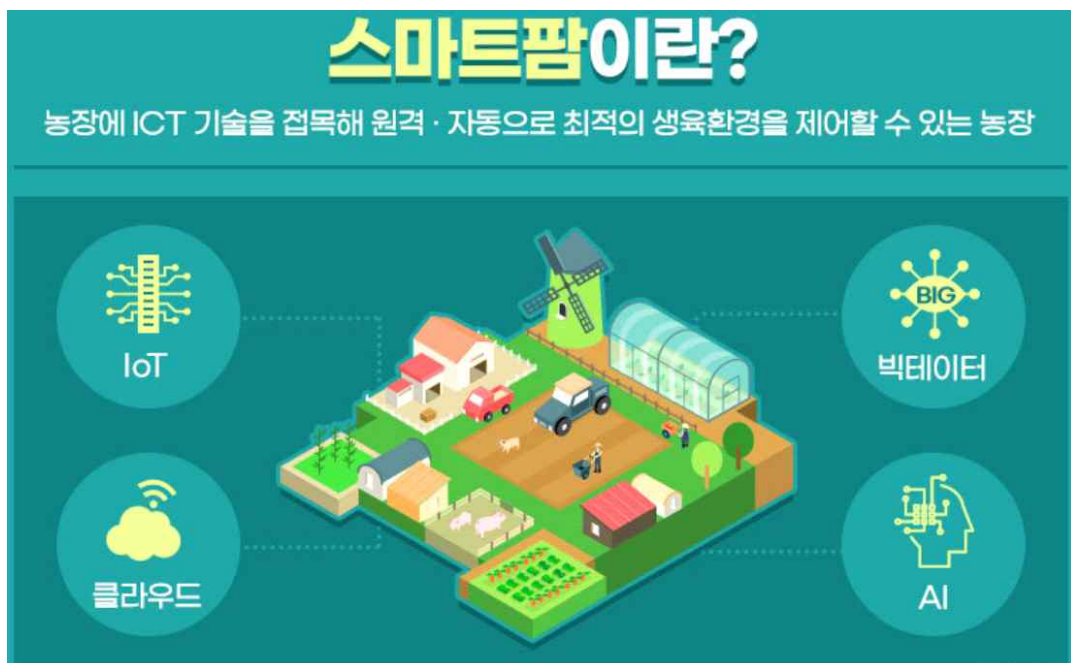 스마트팜이란?
농장에 ICT 기술을 접목해 원격 · 자동으로 최적의 생육환경을 제어할 수 있는 농장
IoT
BIG
빅테이터
클라우드
AI